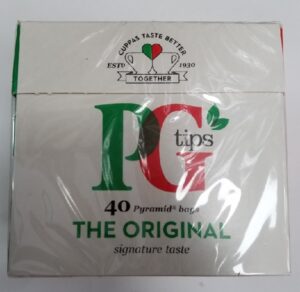 CUPPAS TASTE BETTER
ESTD 1930
TOGETHER
PG
tips
40 Pyramid® bags
THE ORIGINAL
signature taste